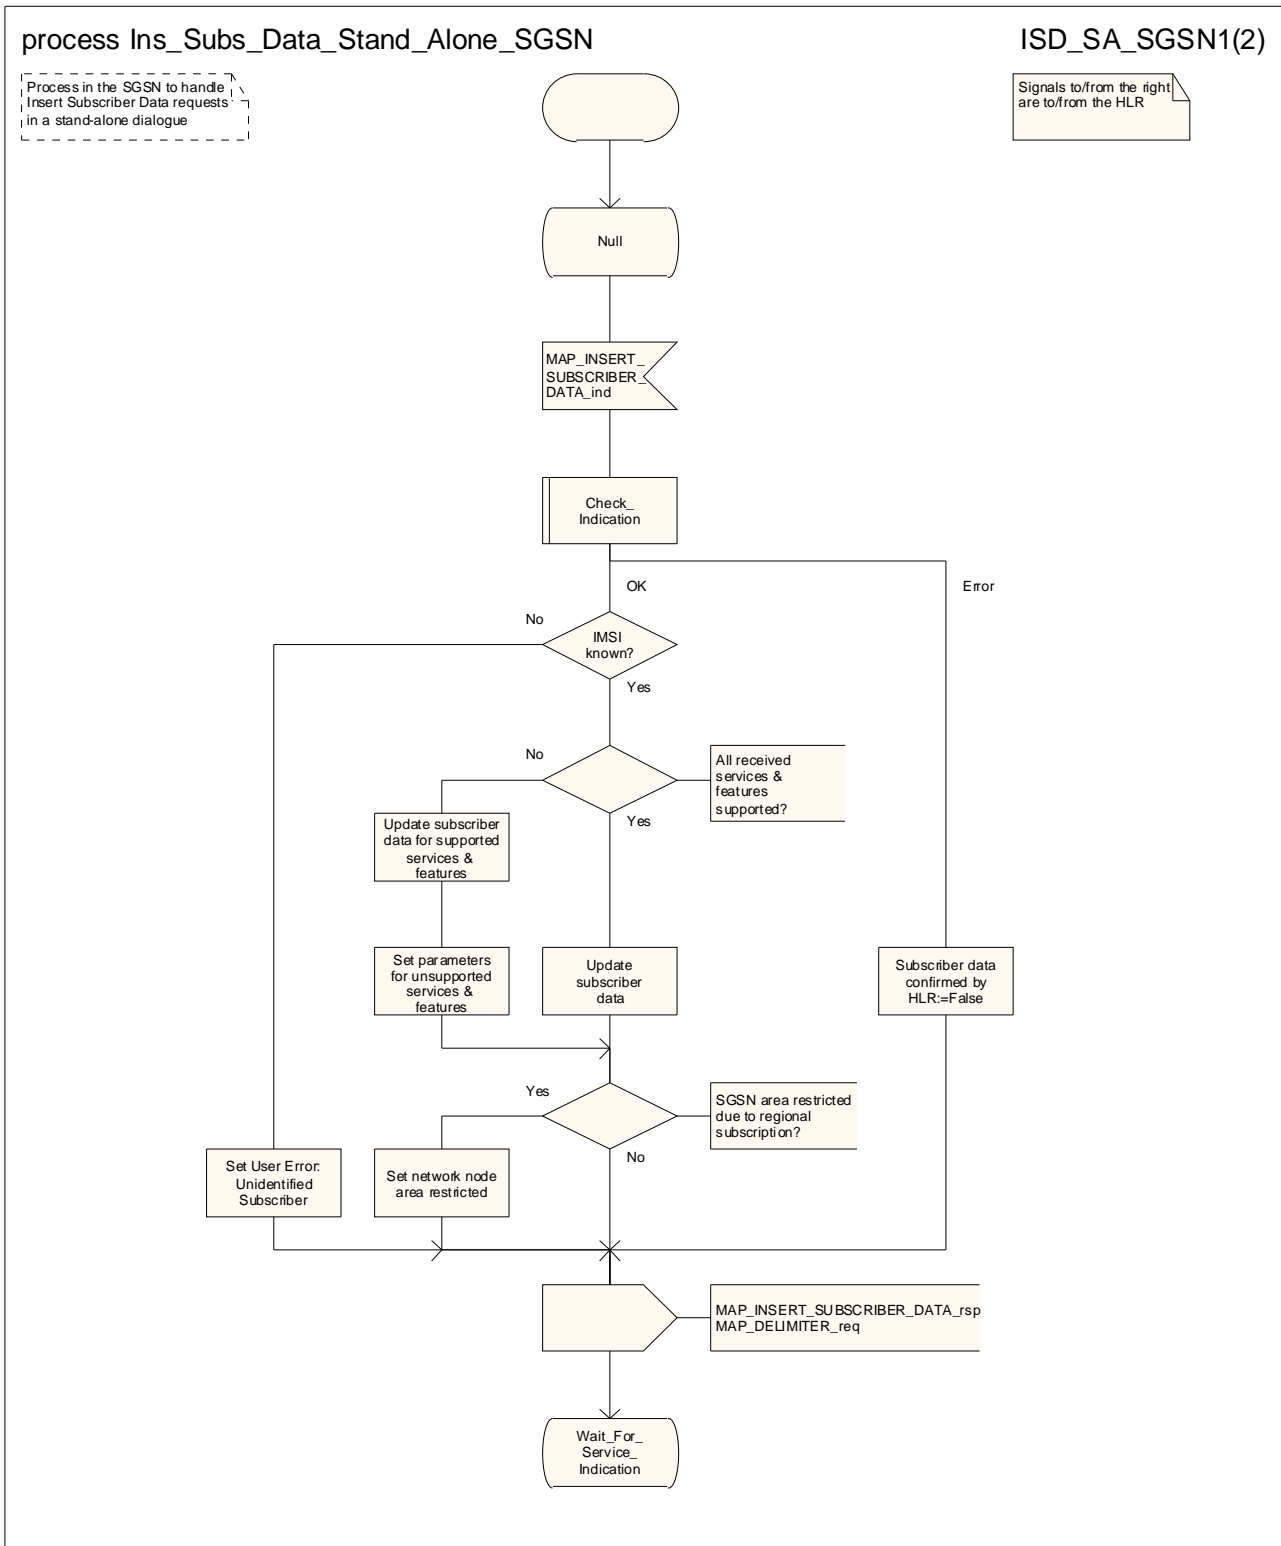 process Ins_Subs_Data_Stand_Alone_SGSN
ISD_SA_SGSN1(2)
Process in the SGSN to handle
Insert Subscriber Data requests
in a stand-alone dialogue
Signals to/from the right
are to/from the HLR
Null
MAP_INSERT_
SUBSCRIBER_
DATA_ind
Check_
Indication
OK
Error
No
IMSI
known?
Yes
No
All received
services &
features
supported?
Yes
Update subscriber
data for supported
services &
features
Set parameters
for unsupported
services &
features
Update
subscriber
data
Subscriber data
confirmed by
HLR:=False
Yes
SGSN area restricted
due to regional
subscription?
No
Set User Error:
Unidentified
Subscriber
Set network node
area restricted
MAP_INSERT_SUBSCRIBER_DATA_rsp
MAP_DELIMITER_req
Wait_For_
Service_
Indication